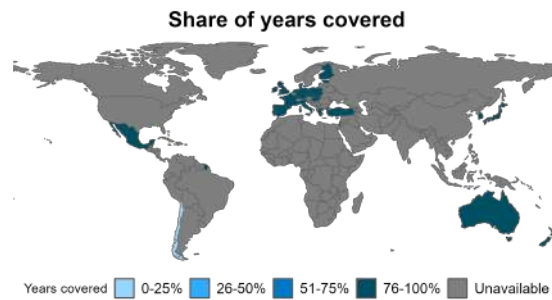 Share of years covered
Years covered 0-25% 26-50% 51-75% 76-100% Unavailable